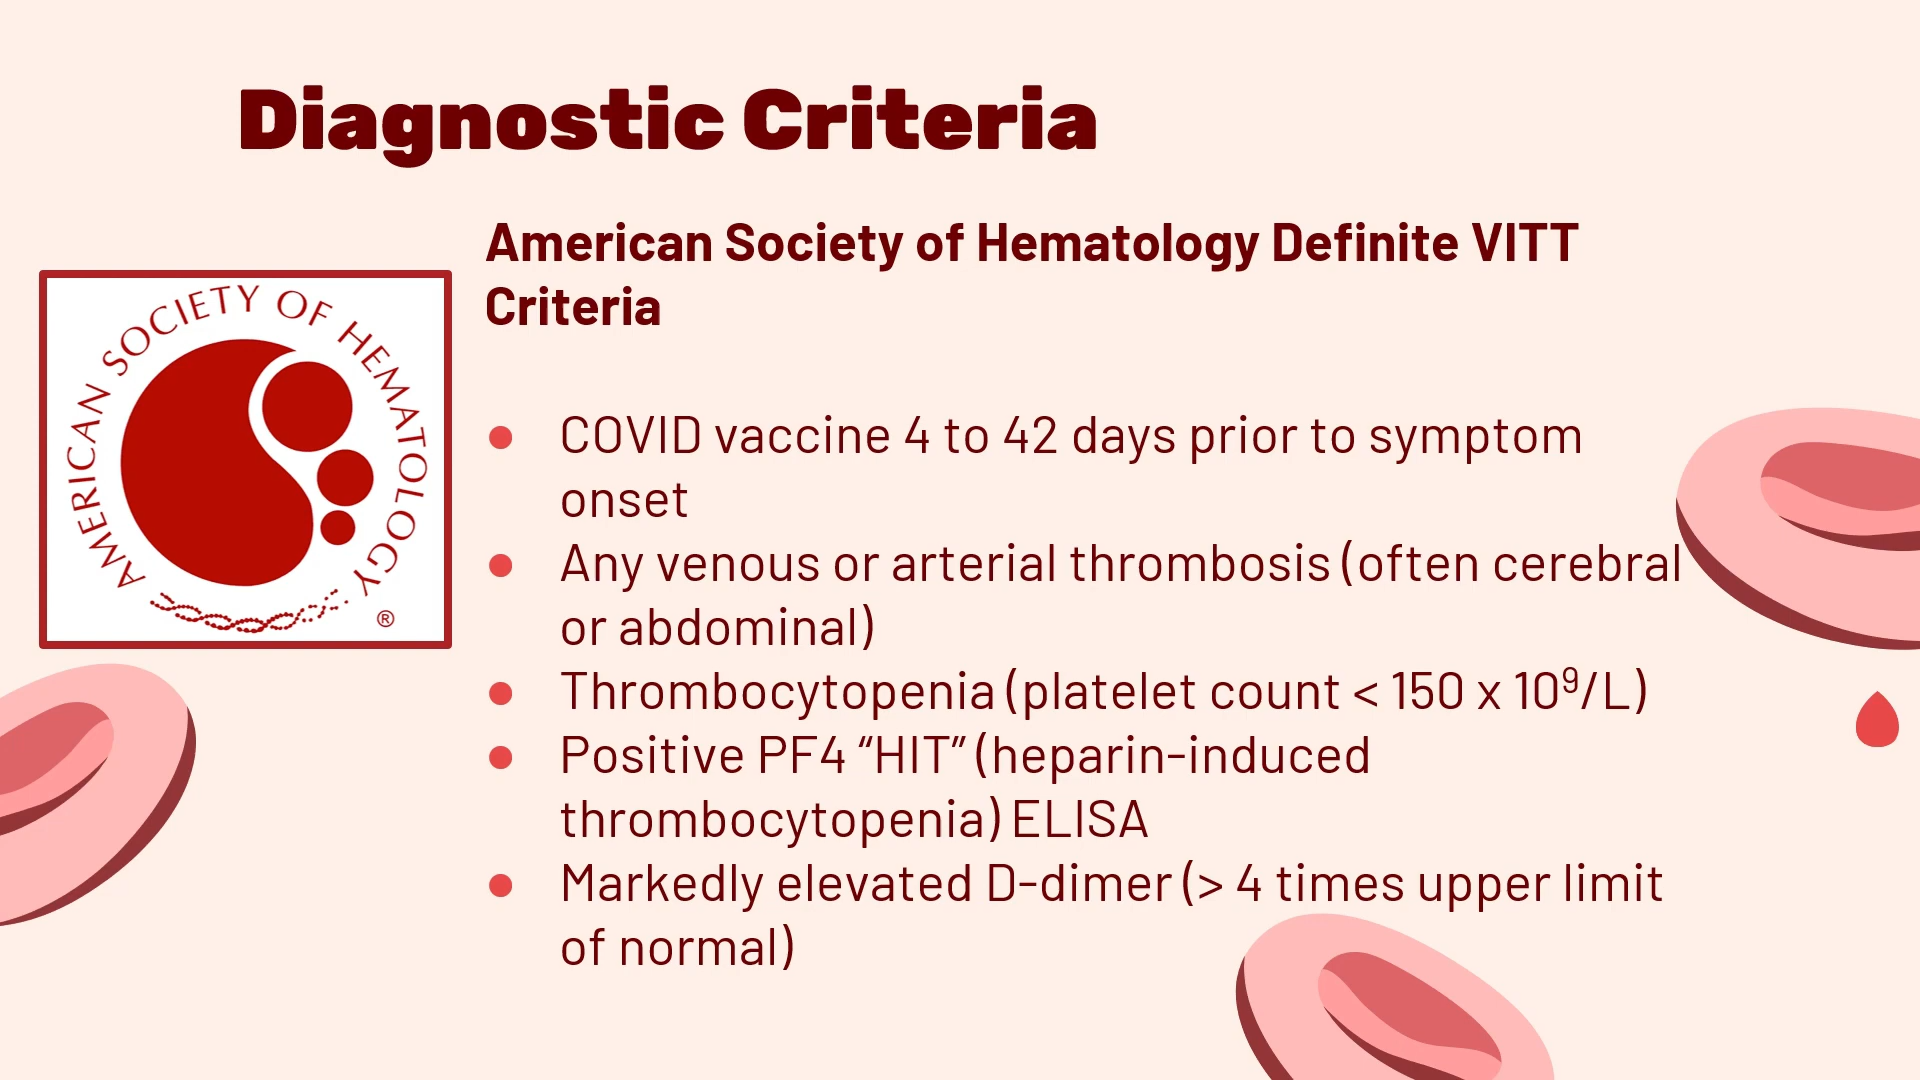 Diagnostic Criteria
American Society of Hematology Definite VITT
Criteria
AMERICAN SOCIETY OF HEMATOLOGY
®
● COVID vaccine 4 to 42 days prior to symptom
onset
● Any venous or arterial thrombosis (often cerebral
or abdominal)
● Thrombocytopenia (platelet count < 150 x 10⁹/L)
● Positive PF4 “HIT” (heparin-induced
thrombocytopenia) ELISA
● Markedly elevated D-dimer (> 4 times upper limit
of normal)